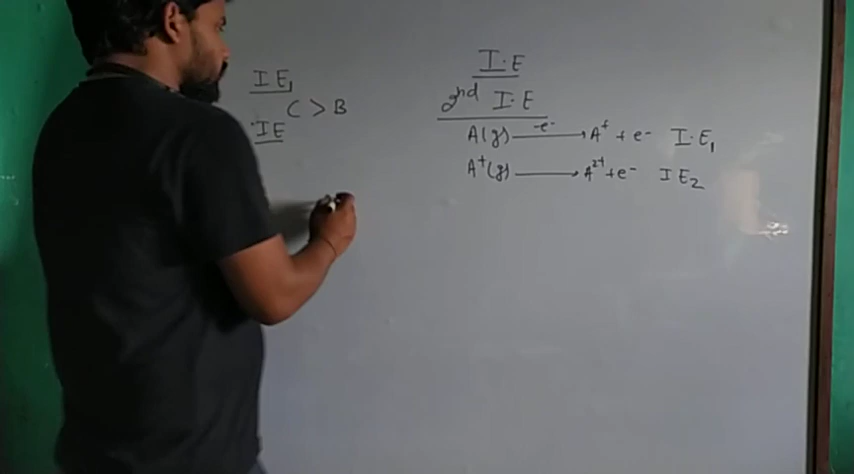 I E₁
C > B
I E
I·E
2nd I·E
A(g) —-e⁻→ A⁺ + e- I·E₁
A⁺(g) ⟶ A²⁺ + e- I E₂